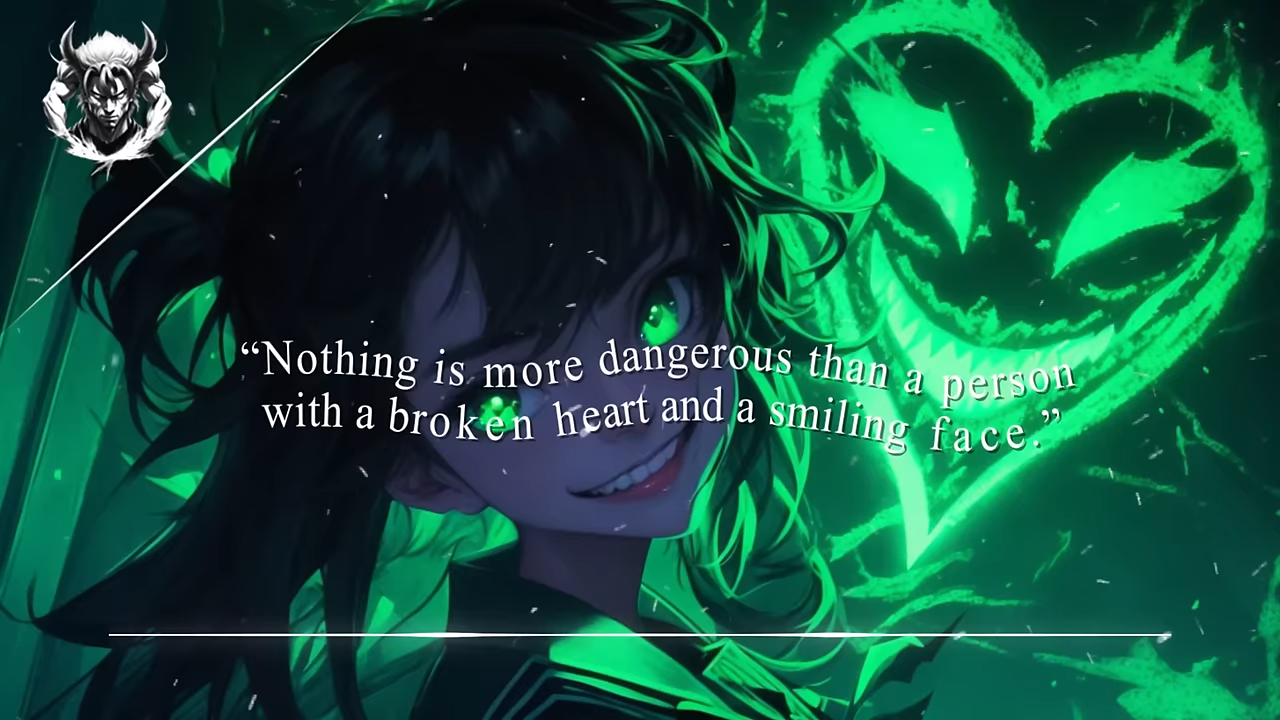 “Nothing is more dangerous than a person
with a broken heart and a smiling face.”